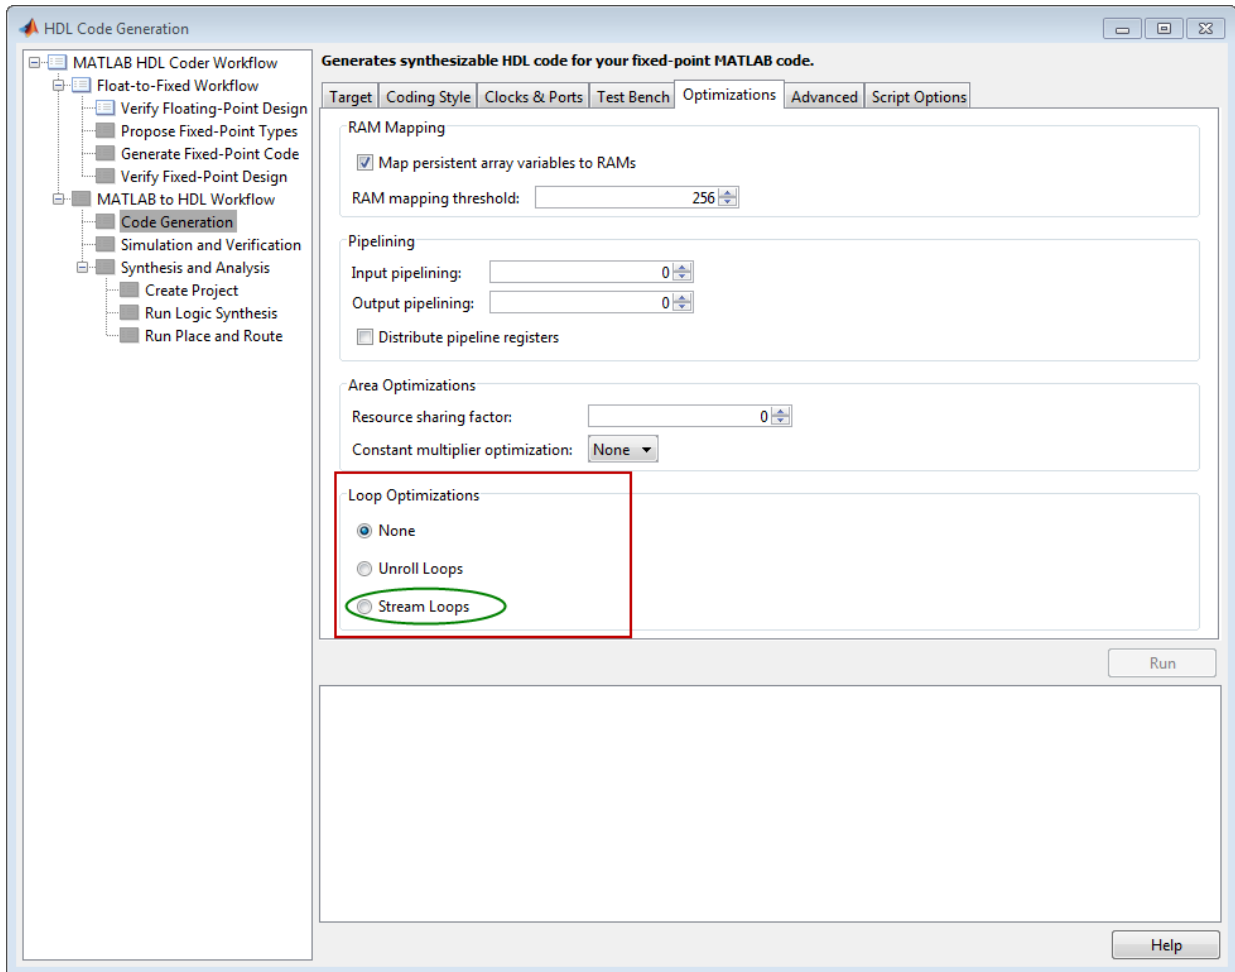 HDL Code Generation
MATLAB HDL Coder Workflow
Float-to-Fixed Workflow
Verify Floating-Point Design
Propose Fixed-Point Types
Generate Fixed-Point Code
Verify Fixed-Point Design
MATLAB to HDL Workflow
Code Generation
Simulation and Verification
Synthesis and Analysis
Create Project
Run Logic Synthesis
Run Place and Route
Generates synthesizable HDL code for your fixed-point MATLAB code.
Target Coding Style Clocks & Ports Test Bench Optimizations Advanced Script Options
RAM Mapping
Map persistent array variables to RAMs
RAM mapping threshold: 256
Pipelining
Input pipelining: 0
Output pipelining: 0
Distribute pipeline registers
Area Optimizations
Resource sharing factor: 0
Constant multiplier optimization: None
Loop Optimizations
None
Unroll Loops
Stream Loops
Run
Help